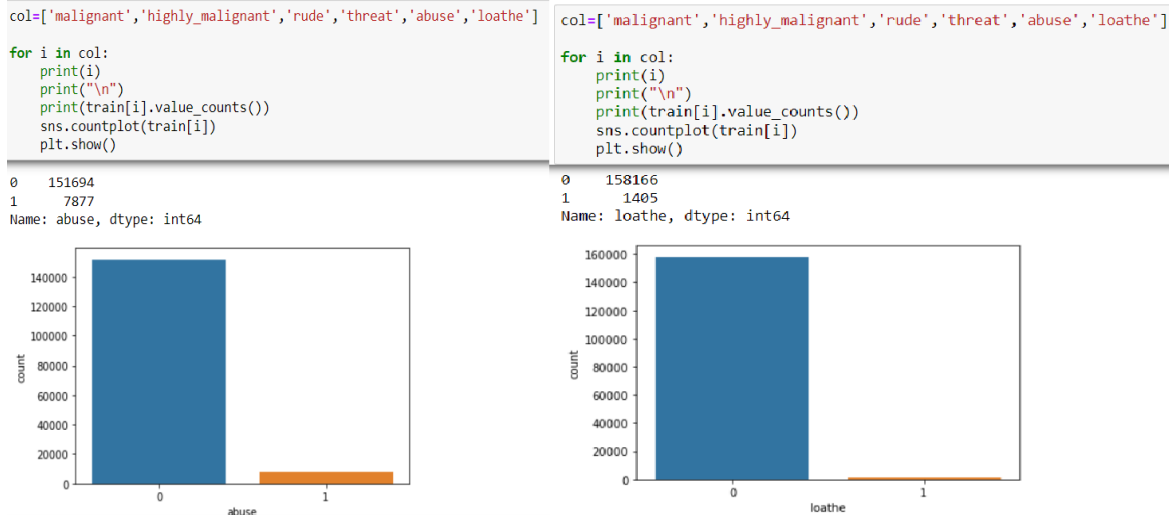 col=['malignant','highly_malignant','rude','threat','abuse','loathe']
for i in col:
    print(i)
    print("\n")
    print(train[i].value_counts())
    sns.countplot(train[i])
    plt.show()
0    151694
1      7877
Name: abuse, dtype: int64
140000
120000
100000
80000
60000
40000
20000
0
count
0 1
abuse
col=['malignant','highly_malignant','rude','threat','abuse','loathe']
for i in col:
    print(i)
    print("\n")
    print(train[i].value_counts())
    sns.countplot(train[i])
    plt.show()
0    158166
1      1405
Name: loathe, dtype: int64
160000
140000
120000
100000
80000
60000
40000
20000
0
count
0 1
loathe